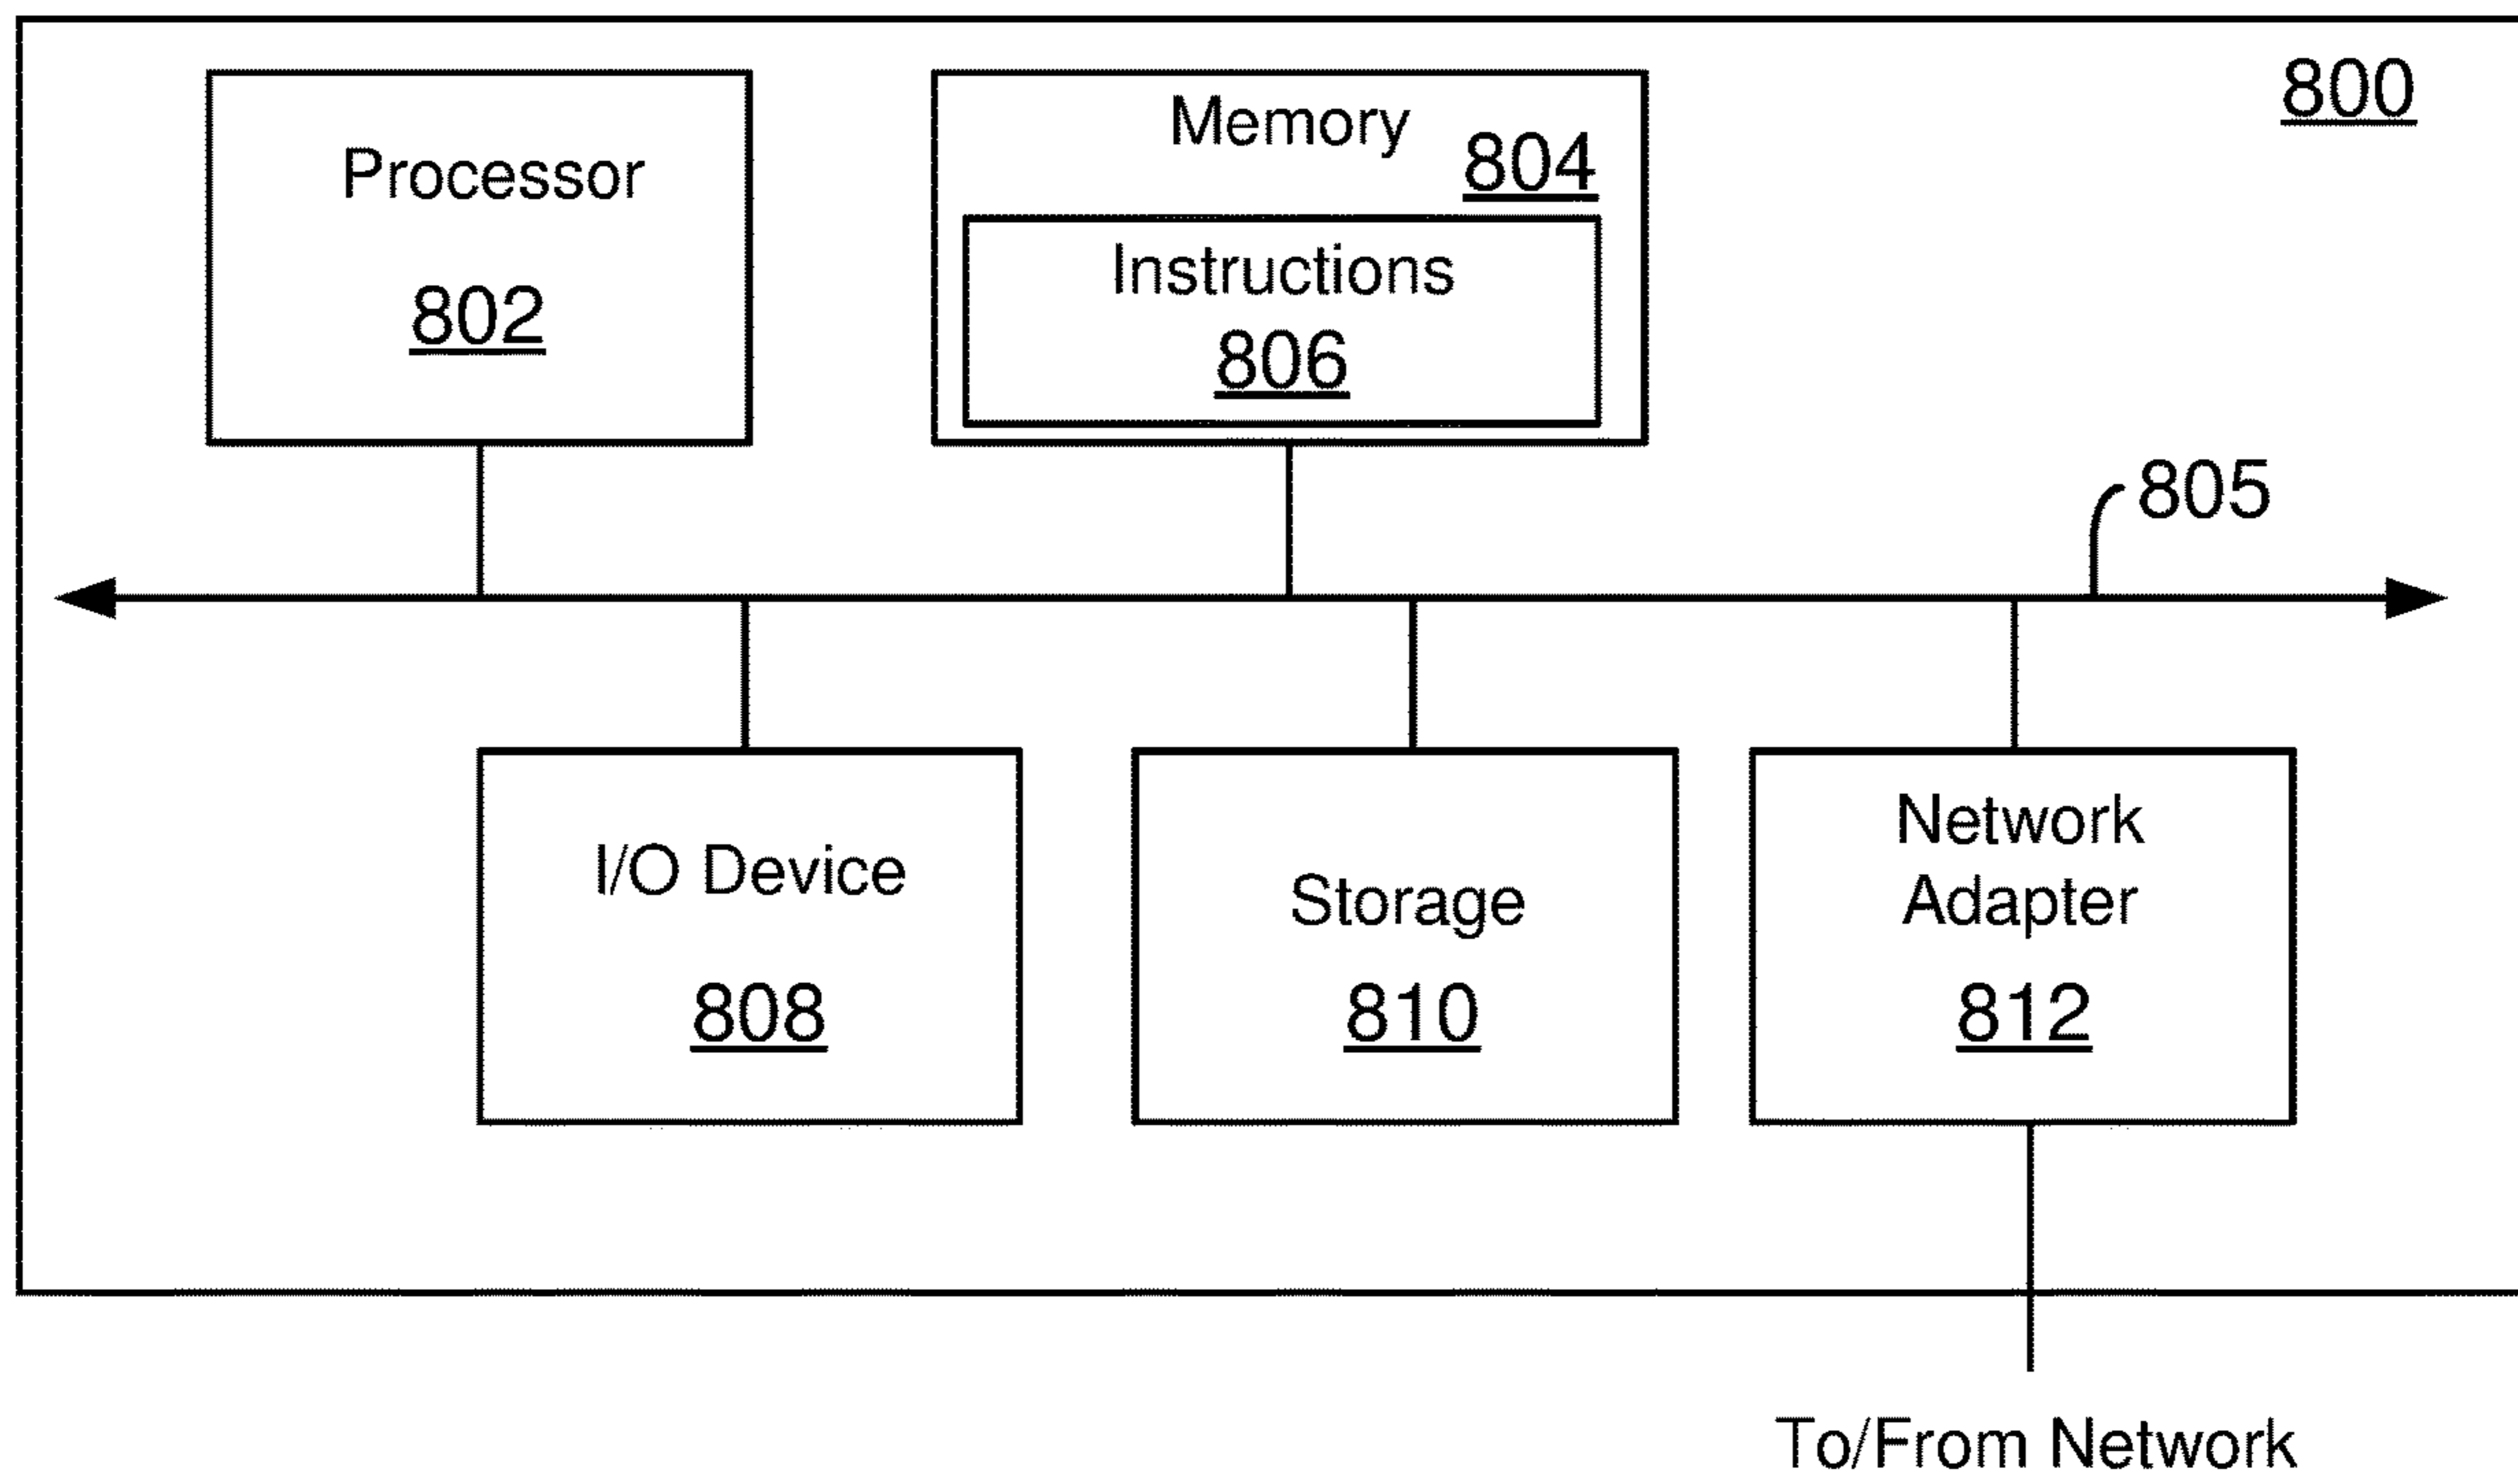 800
Processor
802
Memory
804
Instructions
806
805
I/O Device
808
Storage
810
Network
Adapter
812
To/From Network